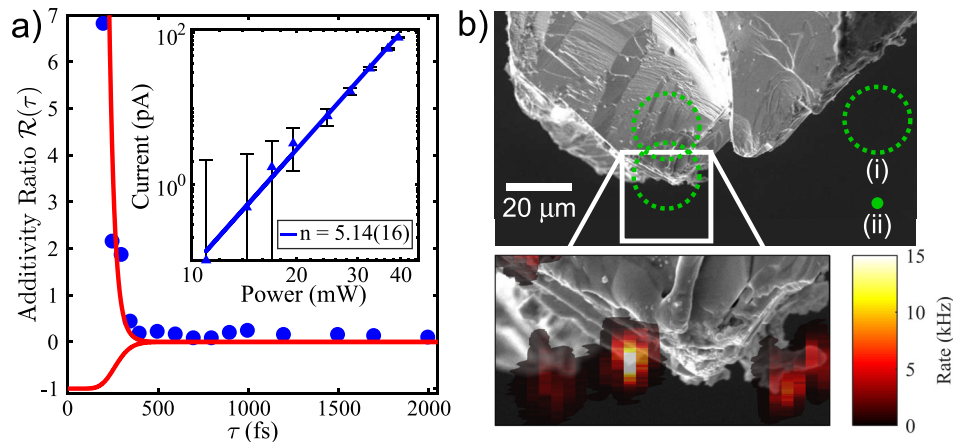 a)
Additivity Ratio R(τ)
7
6
5
4
3
2
1
0
-1
0
500
1000
1500
2000
τ (fs)
Current (pA)
10²
10⁰
10
20
30
40
Power (mW)
n = 5.14(16)
b)
20 µm
(i)
(ii)
15
10
5
0
Rate (kHz)